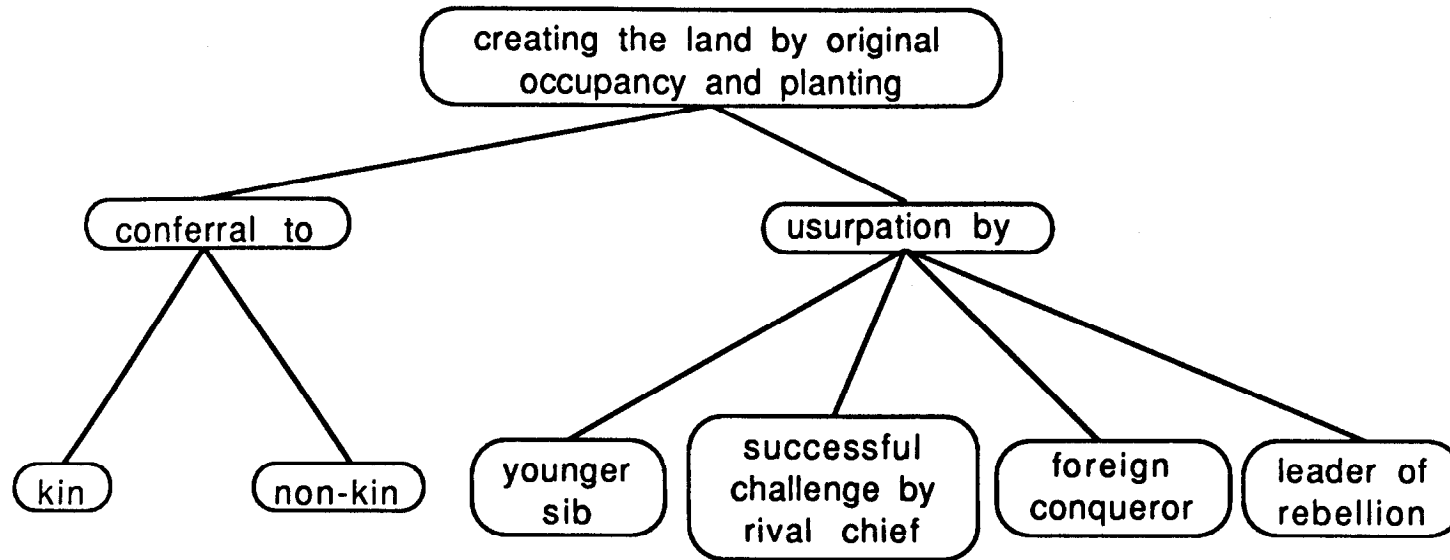 creating the land by original
occupancy and planting
conferral to
usurpation by
kin
non-kin
younger
sib
successful
challenge by
rival chief
foreign
conqueror
leader of
rebellion